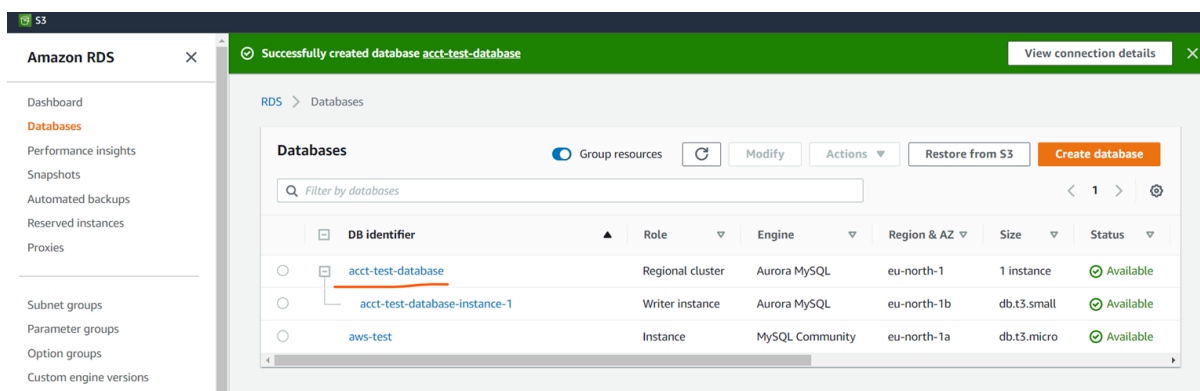 S3
Amazon RDS
Successfully created database acct-test-database
View connection details
Dashboard
Databases
Performance insights
Snapshots
Automated backups
Reserved instances
Proxies
Subnet groups
Parameter groups
Option groups
Custom engine versions
RDS > Databases
Databases
Group resources
Modify
Actions
Restore from S3
Create database
Filter by databases
1
DB identifier Role Engine Region & AZ Size Status
acct-test-database Regional cluster Aurora MySQL eu-north-1 1 instance Available
acct-test-database-instance-1 Writer instance Aurora MySQL eu-north-1b db.t3.small Available
aws-test Instance MySQL Community eu-north-1a db.t3.micro Available